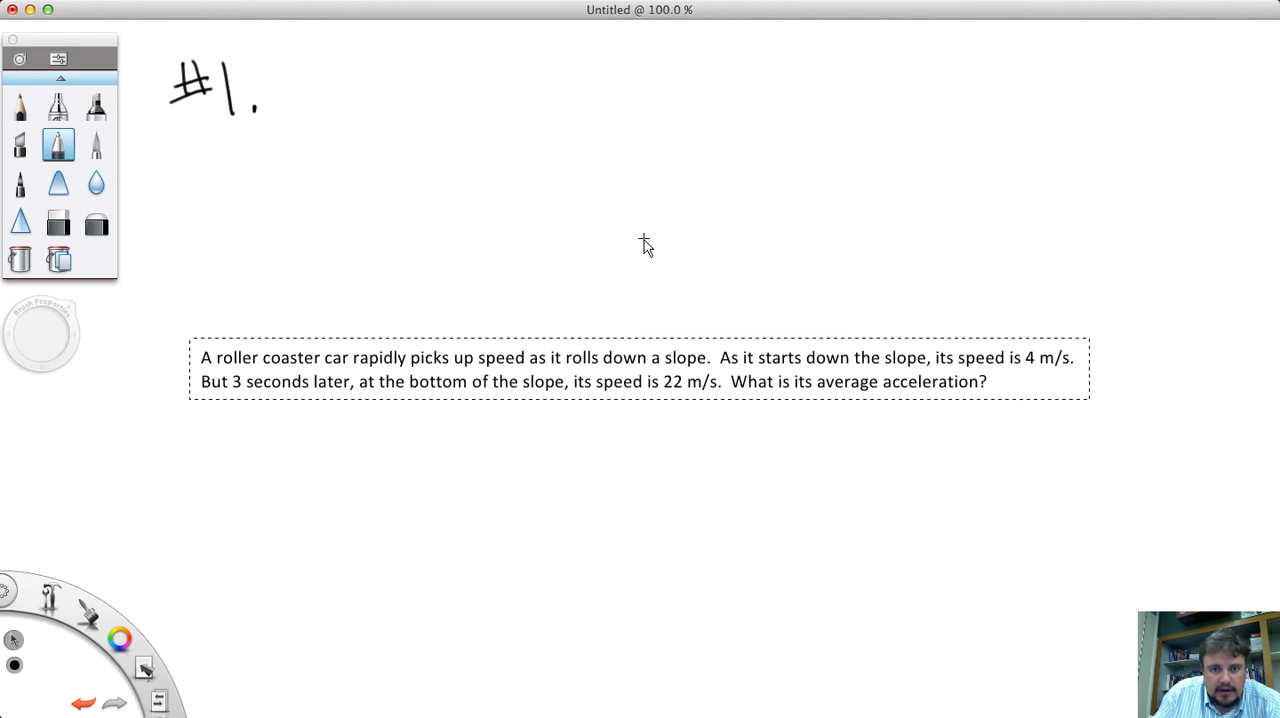 Untitled @ 100.0 %
#1.
Brush Properties
A roller coaster car rapidly picks up speed as it rolls down a slope.  As it starts down the slope, its speed is 4 m/s.
But 3 seconds later, at the bottom of the slope, its speed is 22 m/s.  What is its average acceleration?